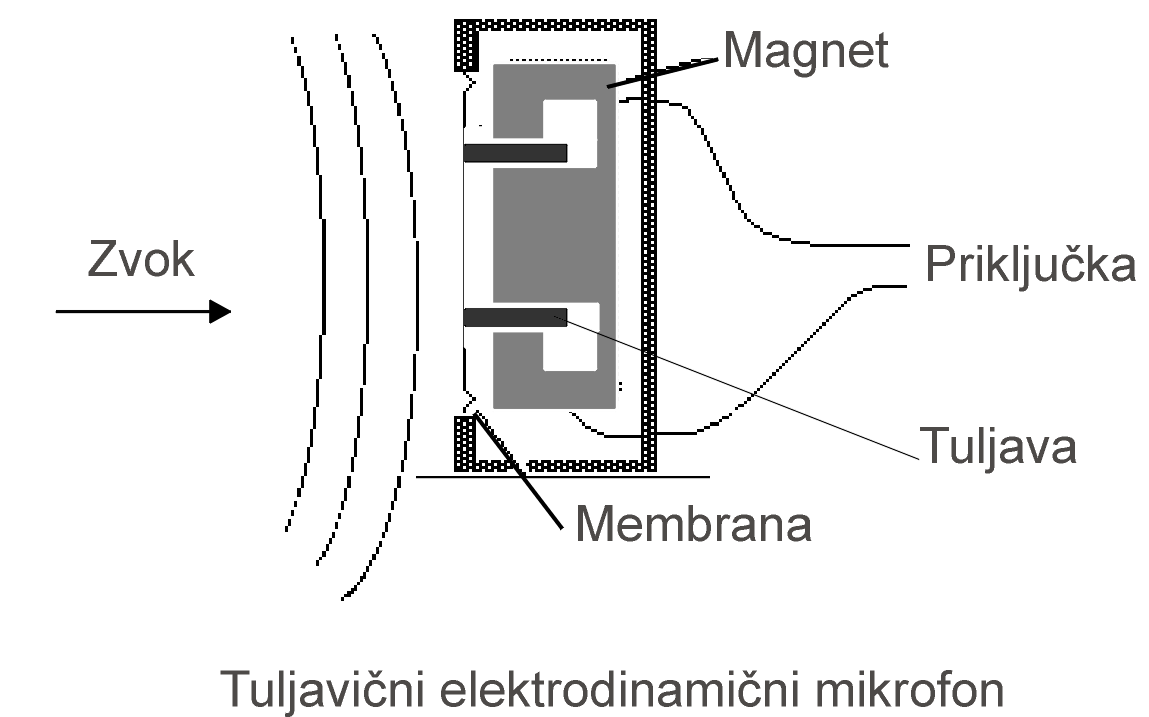 Magnet
Zvok
Priključka
Tuljava
Membrana
Tuljavični elektrodinamični mikrofon